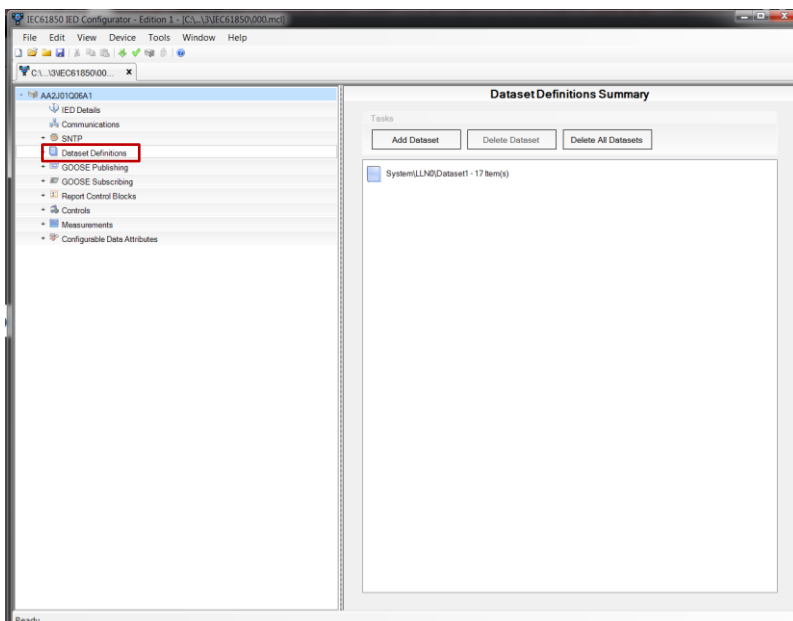 IEC61850 IED Configurator - Edition 1 - [C:\...\3\IEC61850\000.mcl]
File Edit View Device Tools Window Help
C:\...\3\IEC61850\00... x
AA2J01Q06A1
IED Details
Communications
SNTP
Dataset Definitions
GOOSE Publishing
GOOSE Subscribing
Report Control Blocks
Controls
Measurements
Configurable Data Attributes
Dataset Definitions Summary
Tasks
Add Dataset Delete Dataset Delete All Datasets
System\LLN0\Dataset1 - 17 Item(s)
Ready